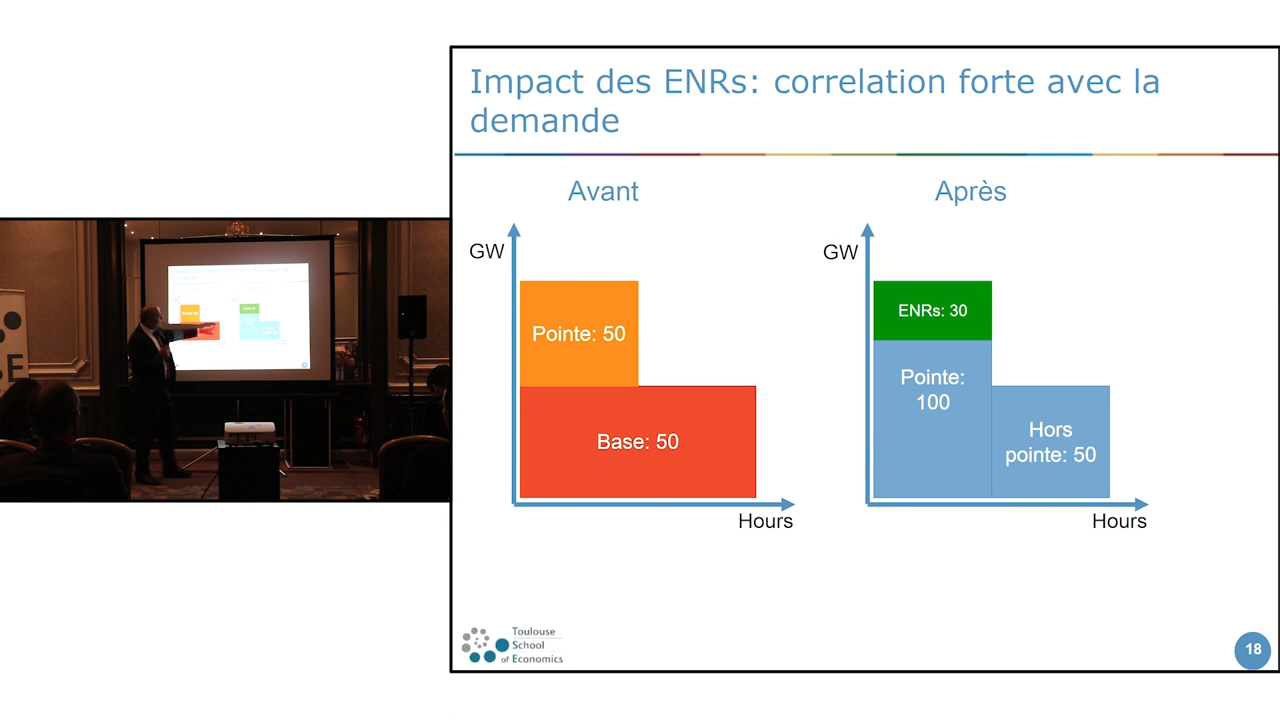 Impact des ENRs: correlation forte avec la
demande
Avant
Après
GW
Pointe: 50
Base: 50
Hours
GW
ENRs: 30
Pointe:
100
Hors
pointe: 50
Hours
Toulouse
School
of Economics
18